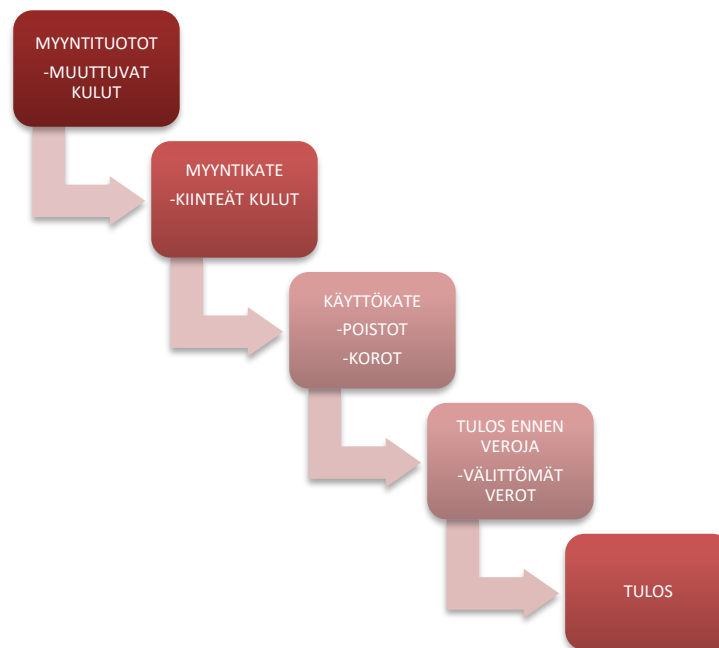 MYYNTITUOTOT
-MUUTTUVAT
KULUT
MYYNTIKATE
-KIINTEÄT KULUT
KÄYTTÖKATE
-POISTOT
-KOROT
TULOS ENNEN
VEROJA
-VÄLITTÖMÄT
VEROT
TULOS